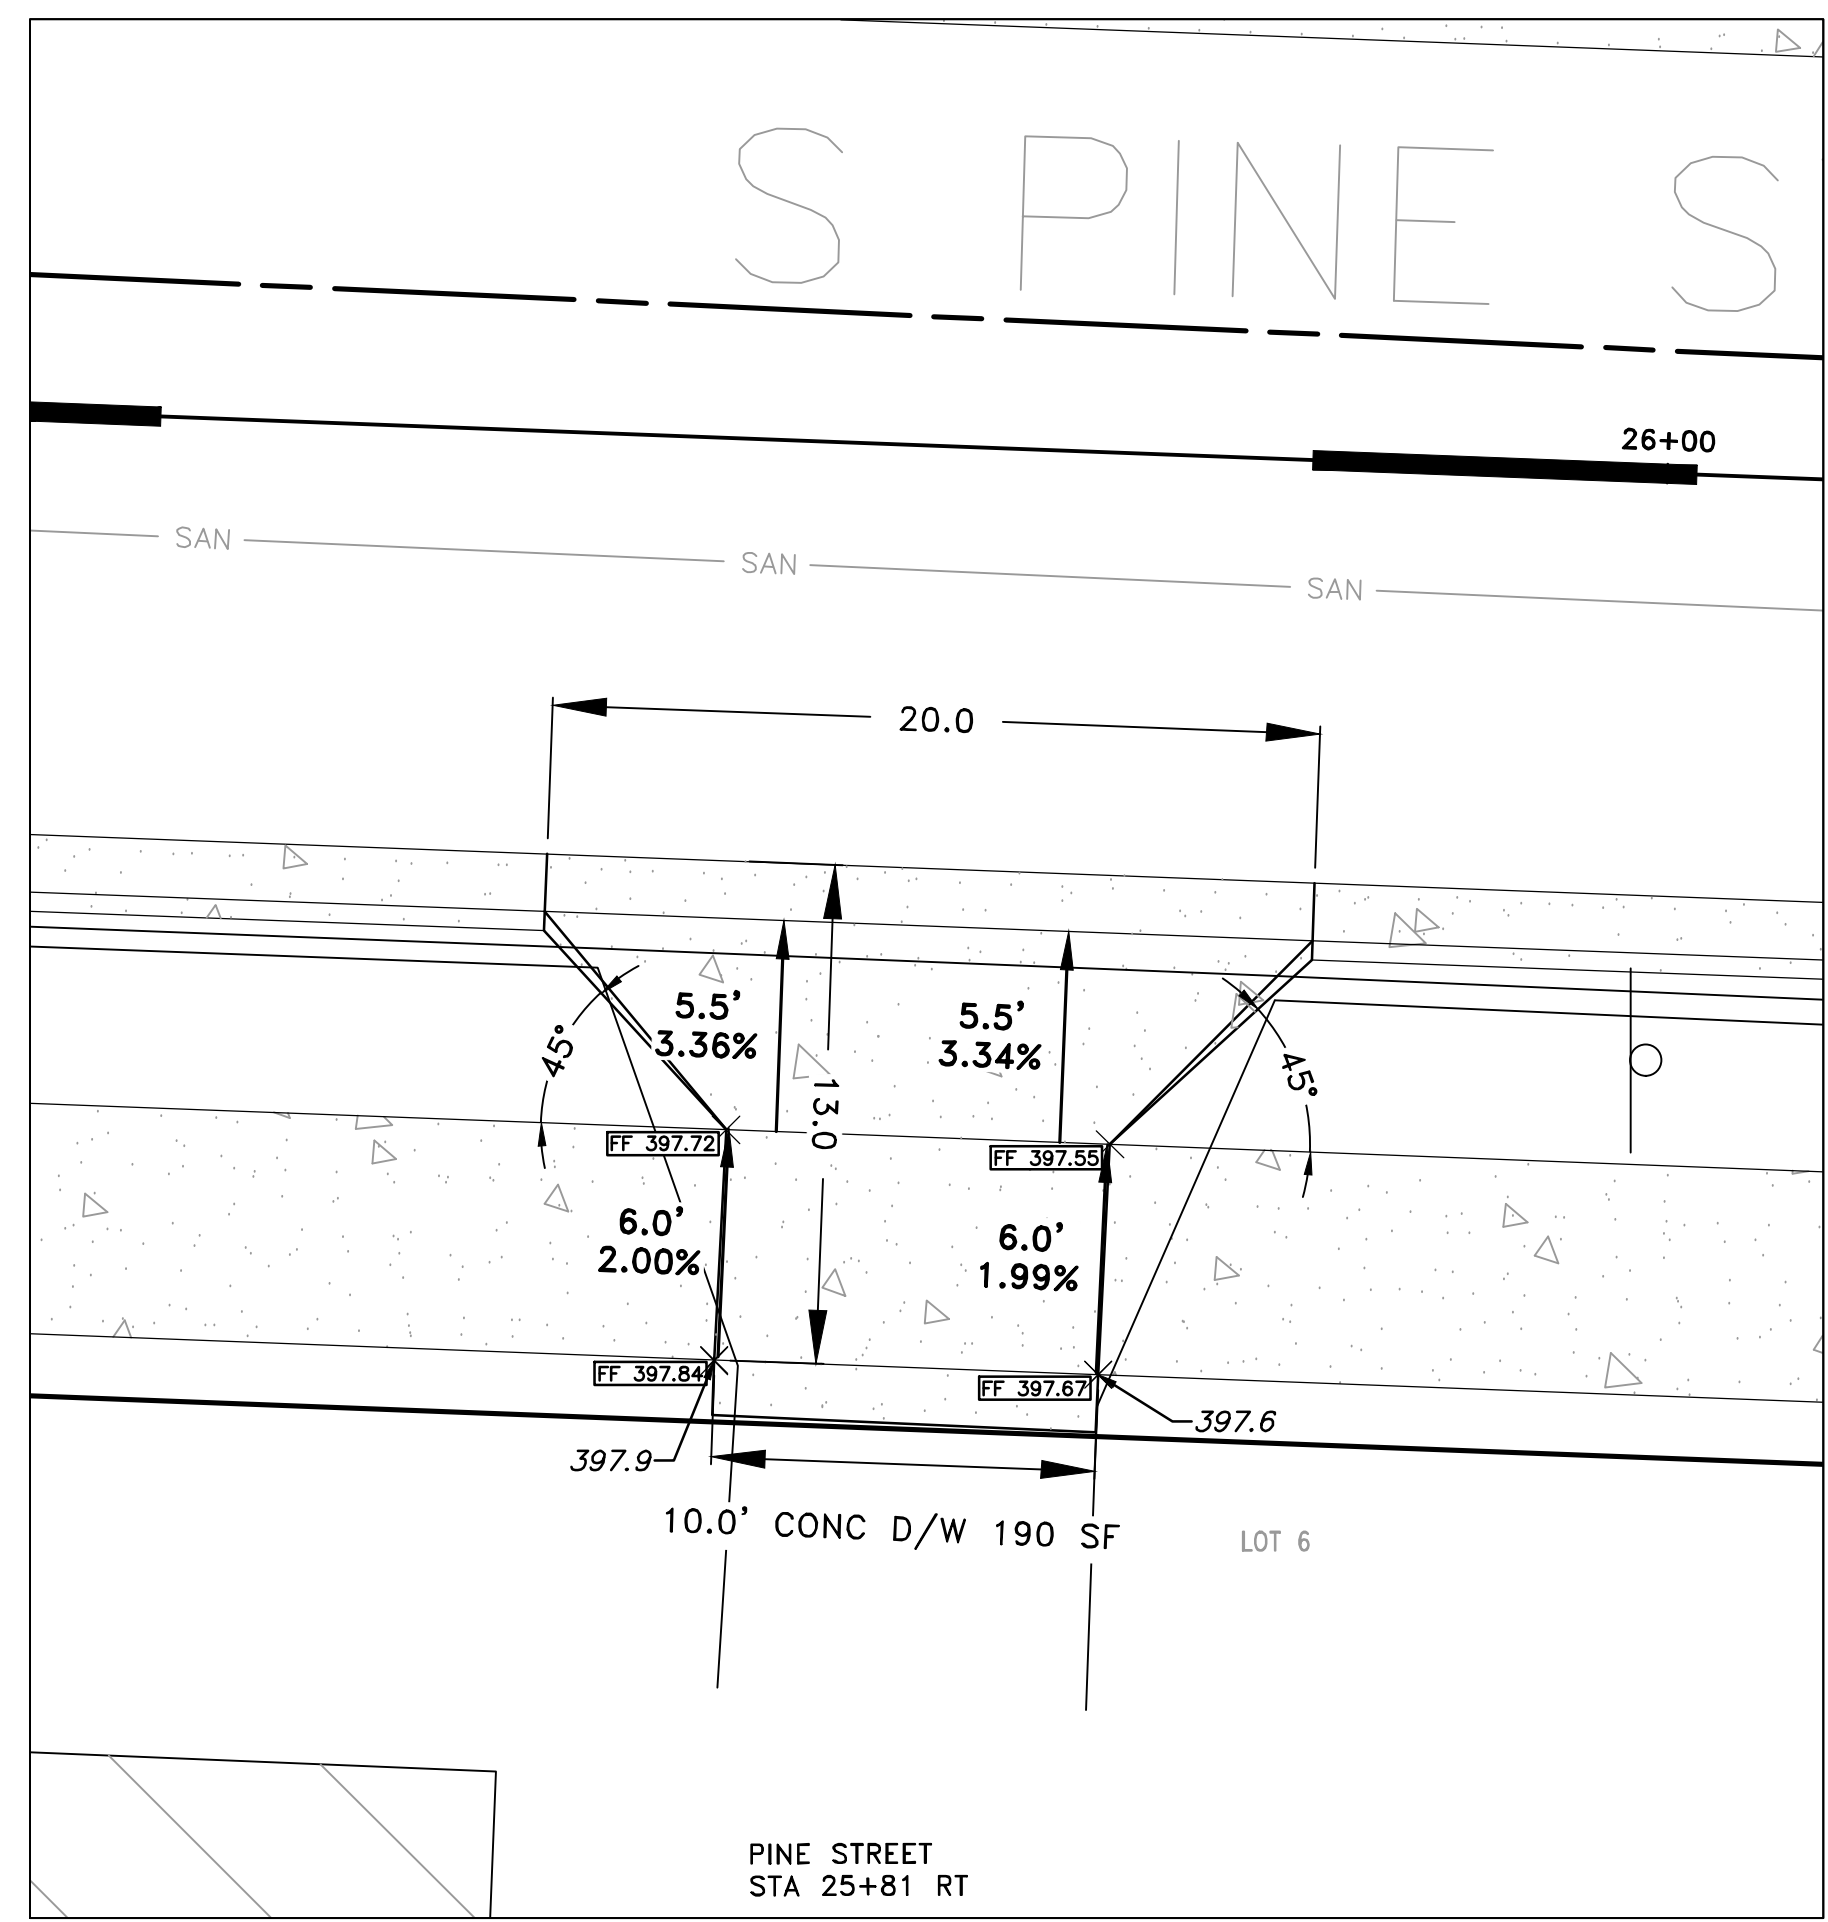 S PINE S
26+00
SAN SAN SAN
20.0
5.5'
3.36%
5.5'
3.34%
45°
45°
13.0
FF 397.72
FF 397.55
6.0'
2.00%
6.0'
1.99%
FF 397.84
FF 397.67
397.6
397.9
10.0' CONC D/W 190 SF
LOT 6
PINE STREET
STA 25+81 RT